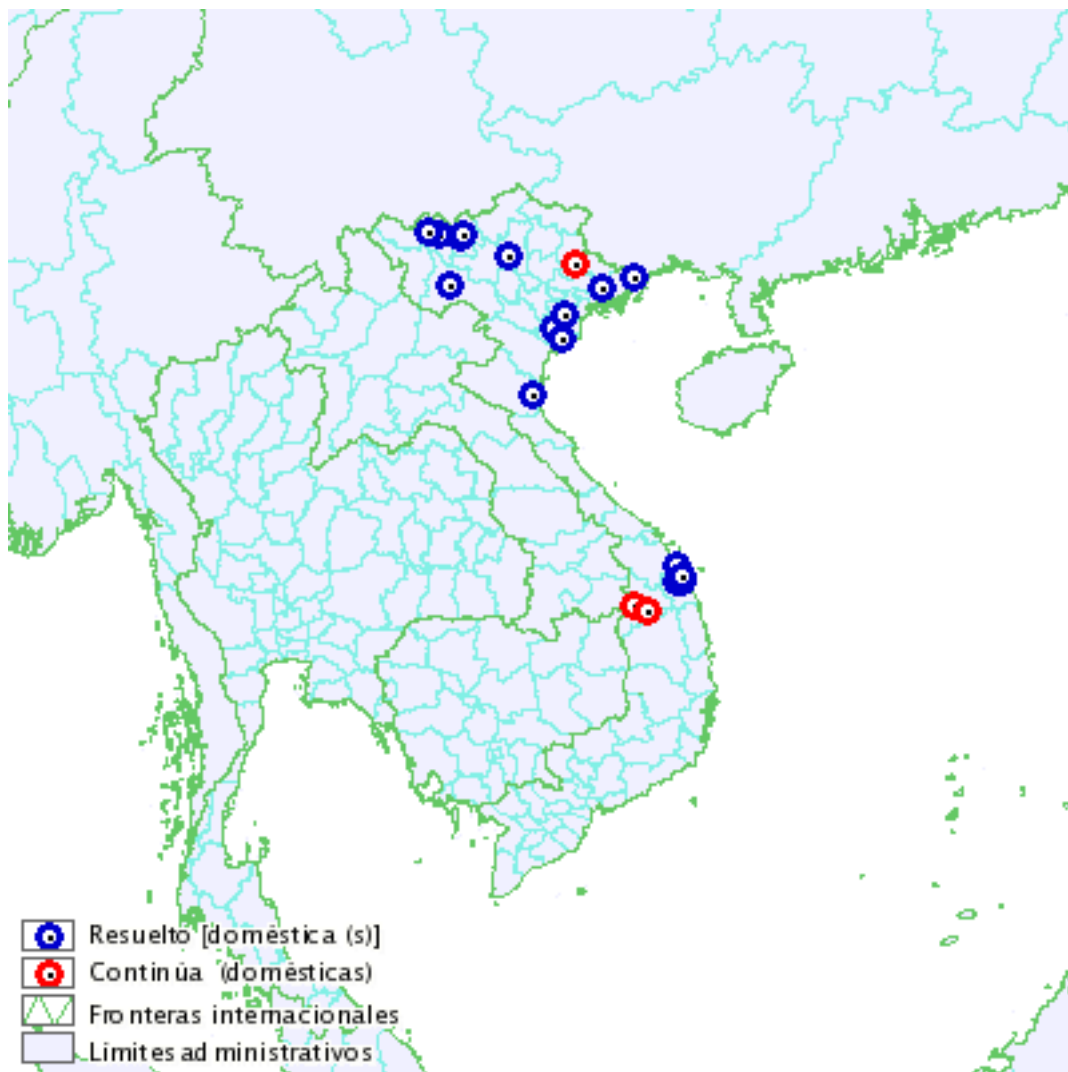 Resuelto [doméstica (s)]
Continúa (domésticas)
Fronteras internacionales
Límites administrativos